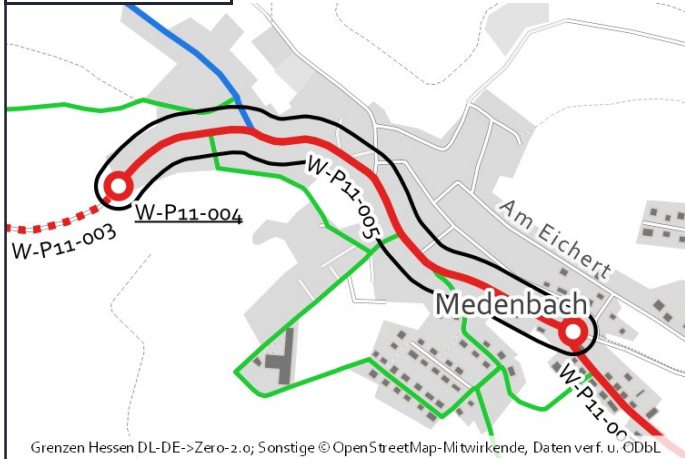 W-P11-004
W-P11-003
W-P11-005
Am Eichert
Medenbach
Grenzen Hessen DL-DE->Zero-2.0; Sonstige © OpenStreetMap-Mitwirkende, Daten verf. u. ODbL